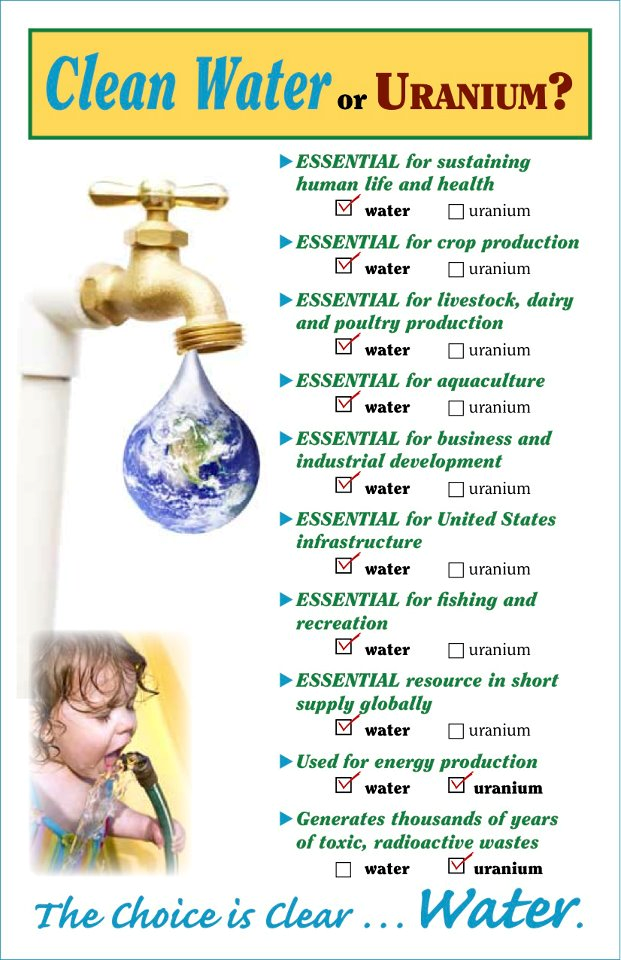 Clean Water or URANIUM?
▶ESSENTIAL for sustaining
human life and health
☑ water ☐ uranium
▶ESSENTIAL for crop production
☑ water ☐ uranium
▶ESSENTIAL for livestock, dairy
and poultry production
☑ water ☐ uranium
▶ESSENTIAL for aquaculture
☑ water ☐ uranium
▶ESSENTIAL for business and
industrial development
☑ water ☐ uranium
▶ESSENTIAL for United States
infrastructure
☑ water ☐ uranium
▶ESSENTIAL for fishing and
recreation
☑ water ☐ uranium
▶ESSENTIAL resource in short
supply globally
☑ water ☐ uranium
▶Used for energy production
☑ water ☑ uranium
▶Generates thousands of years
of toxic, radioactive wastes
☐ water ☑ uranium
The Choice is Clear ... Water.